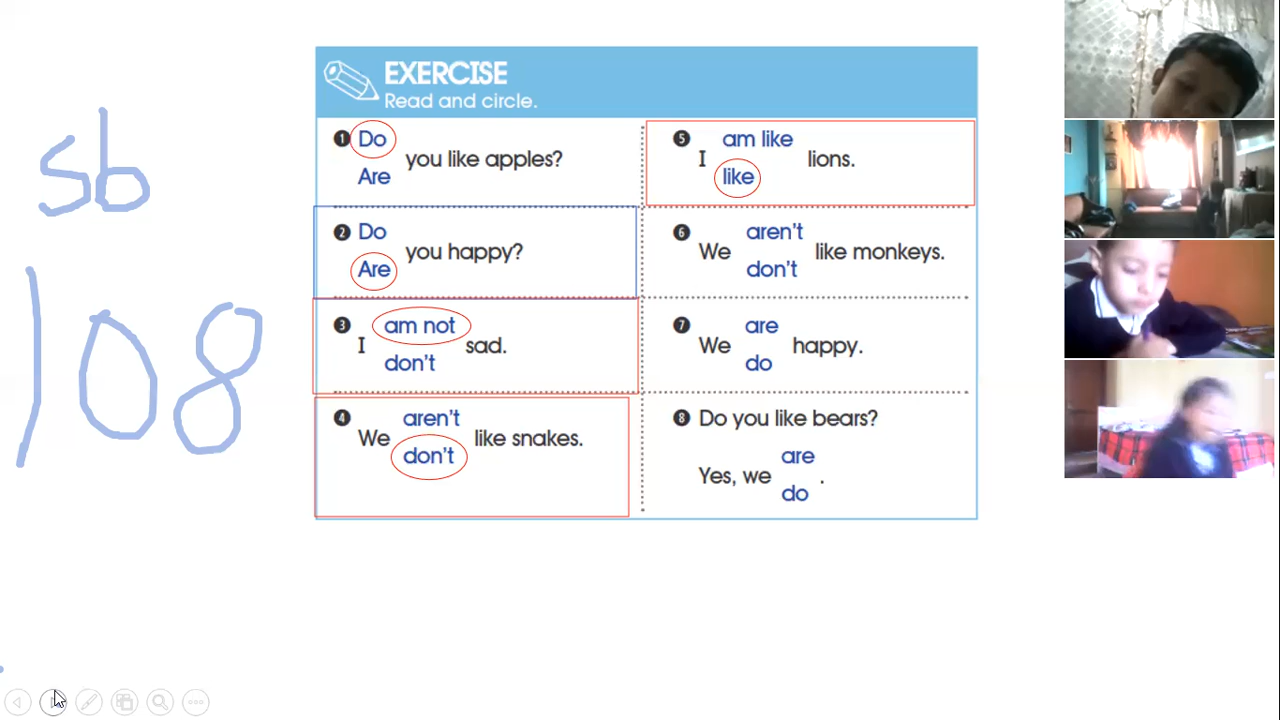 sb
108
EXERCISE
Read and circle.
1 Do
Are
you like apples?
2 Do
Are
you happy?
3 I
am not
don't
sad.
4 We
aren't
don't
like snakes.
5 I
am like
like
lions.
6 We
aren't
don't
like monkeys.
7 We
are
do
happy.
8 Do you like bears?
Yes, we
are
do
.